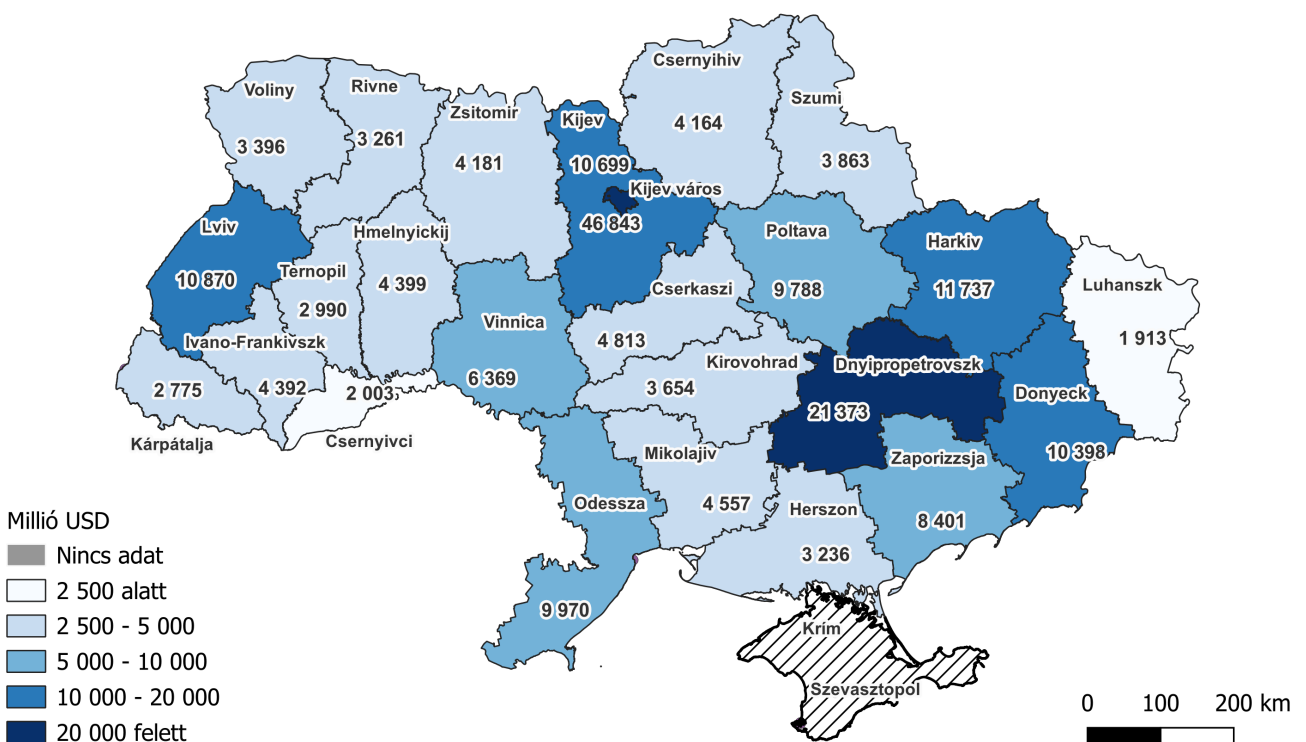 Csernyihiv
4 164
Szumi
3 863
Voliny
3 396
Rivne
3 261
Zsitomir
4 181
Kijev
10 699
Kijev város
46 843
Lviv
10 870
Ternopil
2 990
Hmelnyickij
4 399
Vinnica
6 369
Cserkaszi
4 813
Poltava
9 788
Harkiv
11 737
Luhanszk
1 913
Ivano-Frankivszk
4 392
2 775
Kárpátalja
2 003
Csernyivci
Kirovohrad
3 654
Dnyipropetrovszk
21 373
Donyeck
10 398
Mikolajiv
4 557
Zaporizzsja
8 401
Odessza
9 970
Herszon
3 236
Krím
Szevasztopol
Millió USD
Nincs adat
2 500 alatt
2 500 - 5 000
5 000 - 10 000
10 000 - 20 000
20 000 felett
0 100 200 km